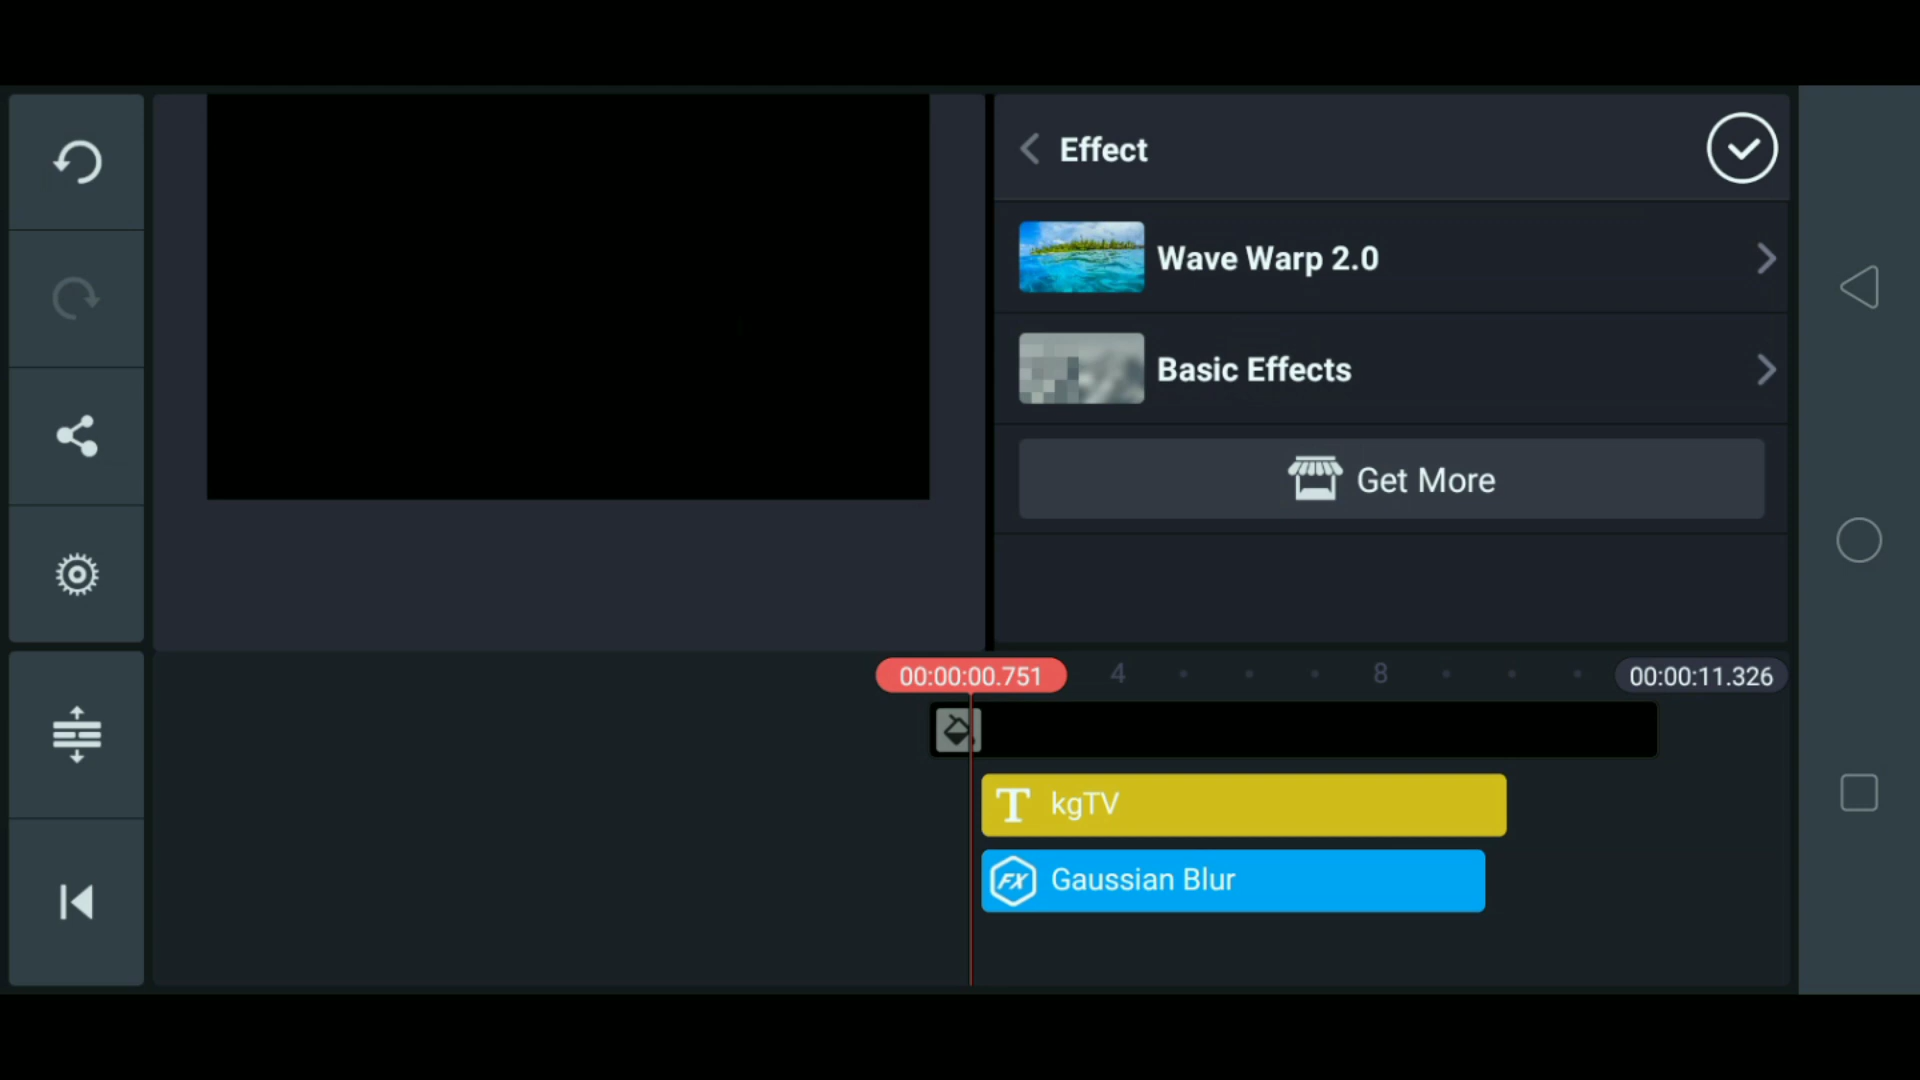 Effect
Wave Warp 2.0
Basic Effects
Get More
00:00:00.751
4
8
00:00:11.326
T kgTV
FX Gaussian Blur